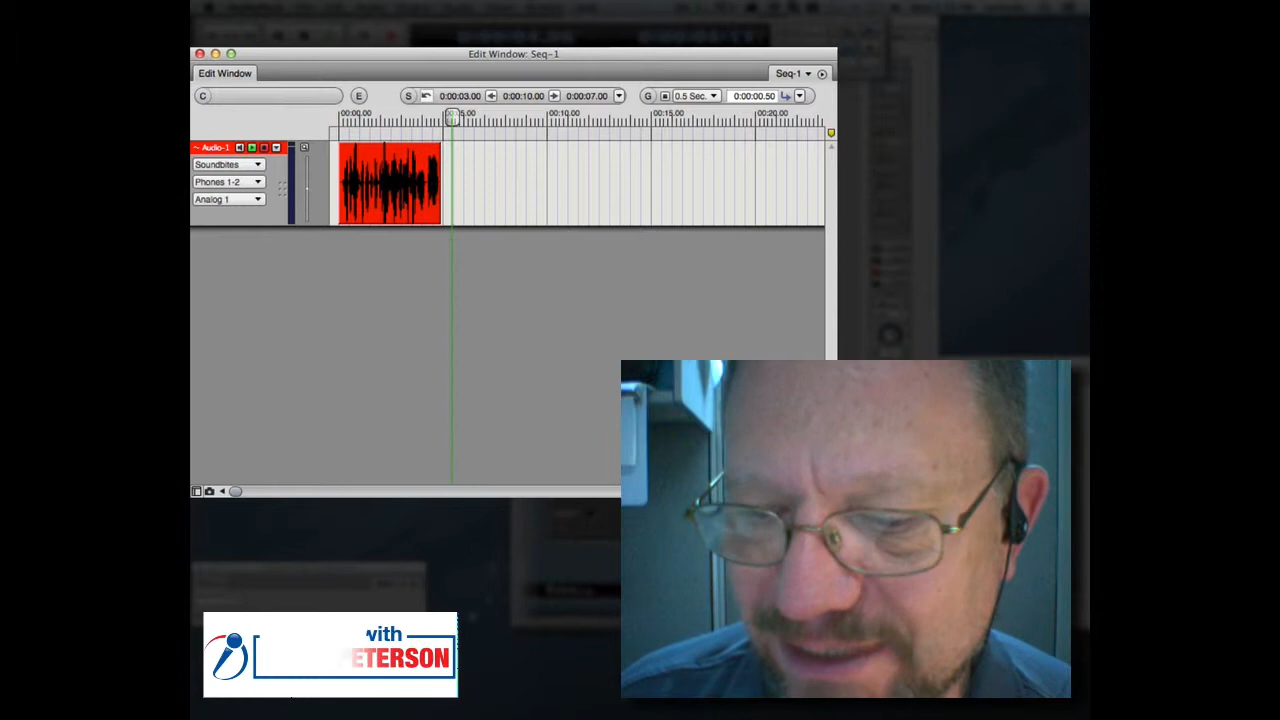 Edit Window: Seq-1
Edit Window
Seq-1
C
E
S 0:00:03.00 0:00:10.00 0:00:07.00
G 0.5 Sec. 0:00:00.50
00:00.00 00:10.00 00:15.00 00:20.00
~ Audio-1
Soundbites
Phones 1-2
Analog 1
with
ETERSON